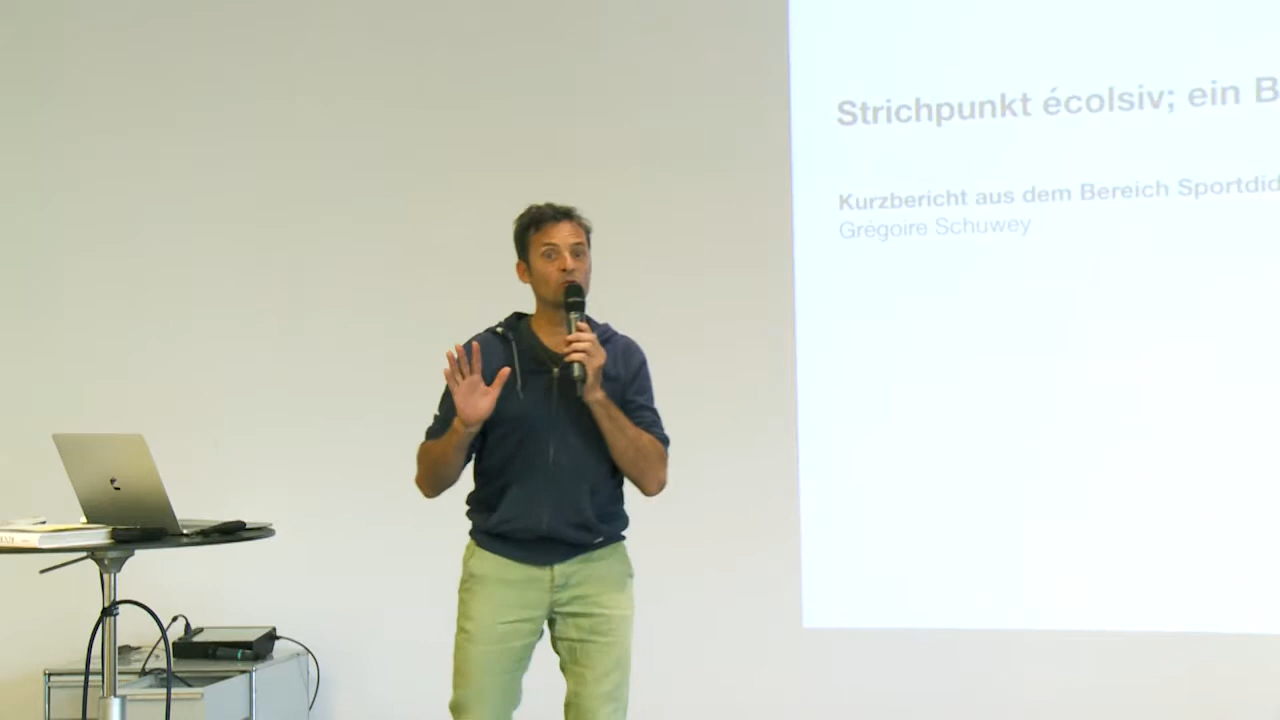 Strichpunkt écolsiv; ein B
Kurzbericht aus dem Bereich Sportdid
Grégoire Schuwey